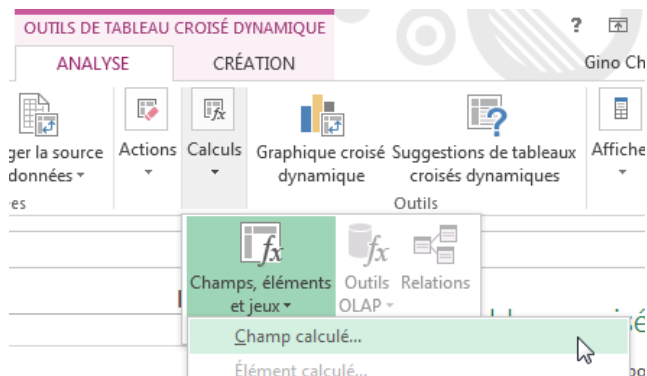 OUTILS DE TABLEAU CROISÉ DYNAMIQUE
?
ANALYSE CRÉATION Gino Ch
ger la source Actions Calculs Graphique croisé Suggestions de tableaux Affiche
données dynamique croisés dynamiques
es Outils
Champs, éléments Outils Relations
et jeux OLAP
Champ calculé...
Élément calculé...